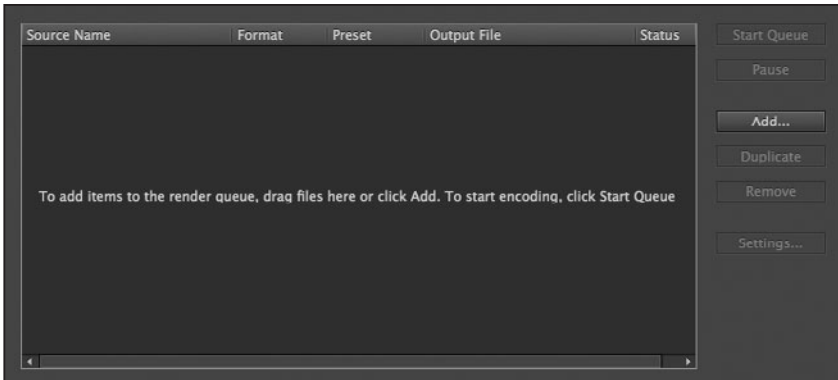 Source Name Format Preset Output File Status
Start Queue
Pause
Add...
Duplicate
Remove
Settings...
To add items to the render queue, drag files here or click Add. To start encoding, click Start Queue